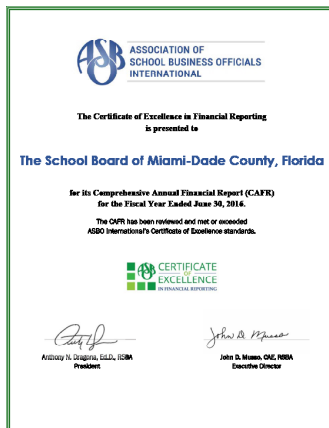 ASBO
ASSOCIATION OF
SCHOOL BUSINESS OFFICIALS
INTERNATIONAL
The Certificate of Excellence in Financial Reporting
is presented to
The School Board of Miami-Dade County, Florida
for its Comprehensive Annual Financial Report (CAFR)
for the Fiscal Year Ended June 30, 2016.
The CAFR has been reviewed and met or exceeded
ASBO International's Certificate of Excellence standards.
ASBO
CERTIFICATE
OF
EXCELLENCE
IN FINANCIAL REPORTING
John D. Musso
Anthony N. Dragona, Ed.D., RSBA
President
John D. Musso, CAE, RSBA
Executive Director